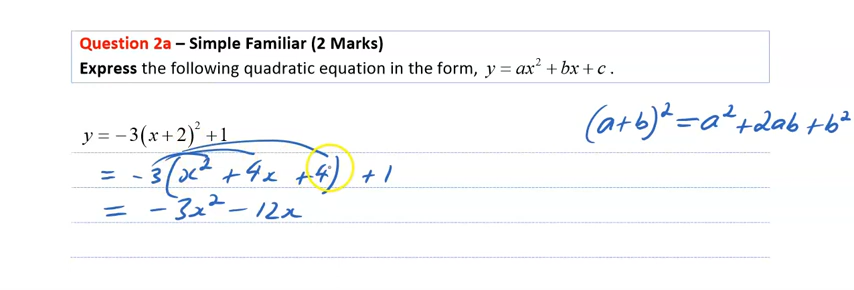 Question 2a – Simple Familiar (2 Marks)
Express the following quadratic equation in the form, y = ax² + bx + c .
(a+b)² = a² + 2ab + b²
y = −3(x+2)² +1
= -3(x² + 4x + 4) + 1
= -3x² - 12x